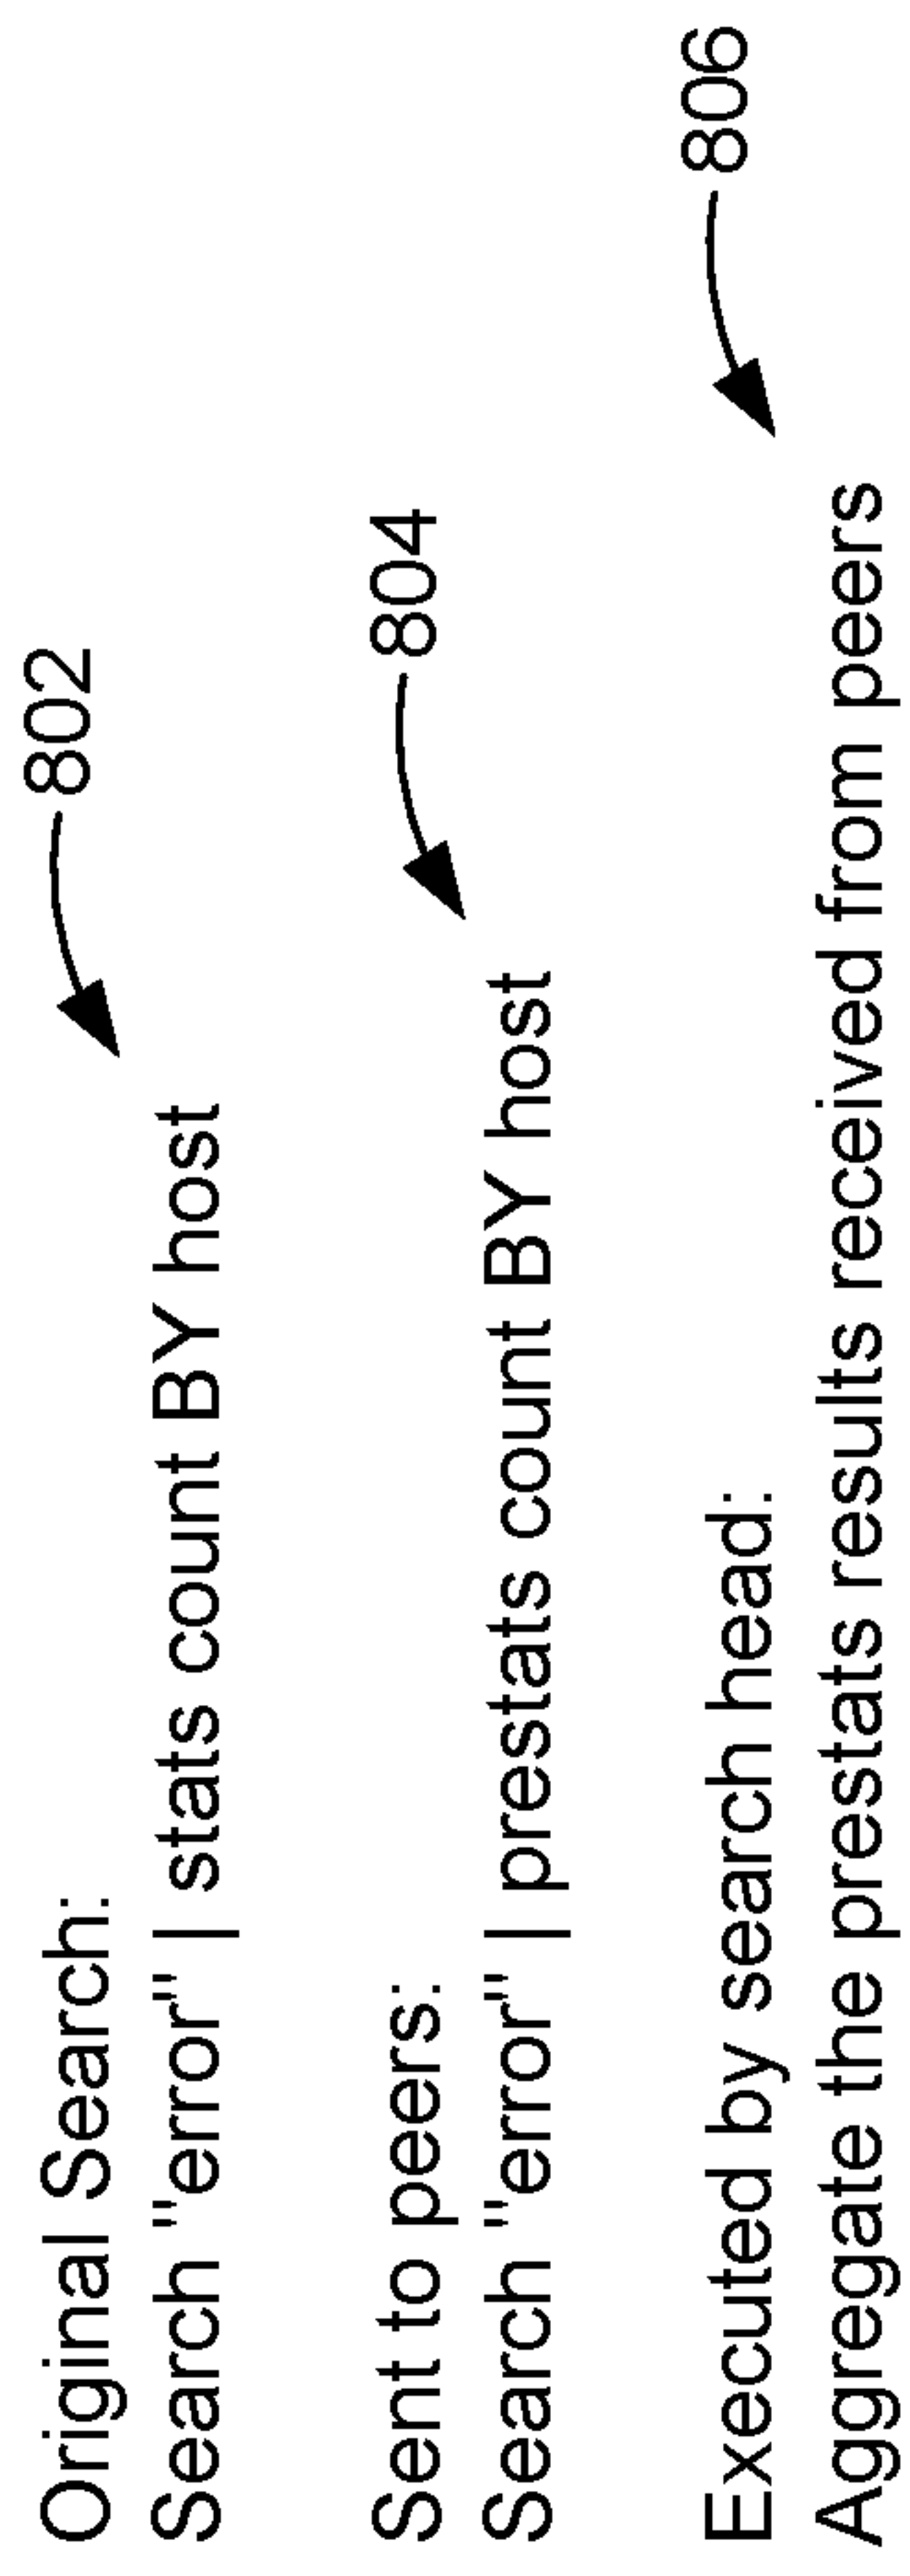 Original Search: 802
Search "error" | stats count BY host
Sent to peers: 804
Search "error" | prestats count BY host
Executed by search head: 806
Aggregate the prestats results received from peers